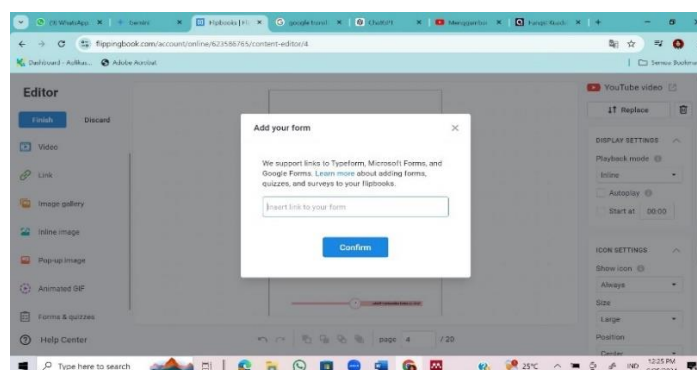 (3) WhatsApp
Gemini
Flipbooks | Fli
google transl
ChatGPT
flippingbook.com/account/online/623586765/content-editor/4
Adobe Acrobat
Semua Bookma
Editor
Finish
Discard
Video
Link
Image gallery
Inline image
Pop-up image
Animated GIF
Forms & quizzes
Help Center
Add your form
We support links to Typeform, Microsoft Forms, and
Google Forms. Learn more about adding forms,
quizzes, and surveys to your flipbooks.
Insert link to your form
Confirm
page 4 / 20
YouTube video
Replace
DISPLAY SETTINGS
Playback mode
Inline
Autoplay
Start at 00:00
ICON SETTINGS
Show icon
Always
Size
Large
Position
Center
Type here to search
25°C
IND
12:25 PM